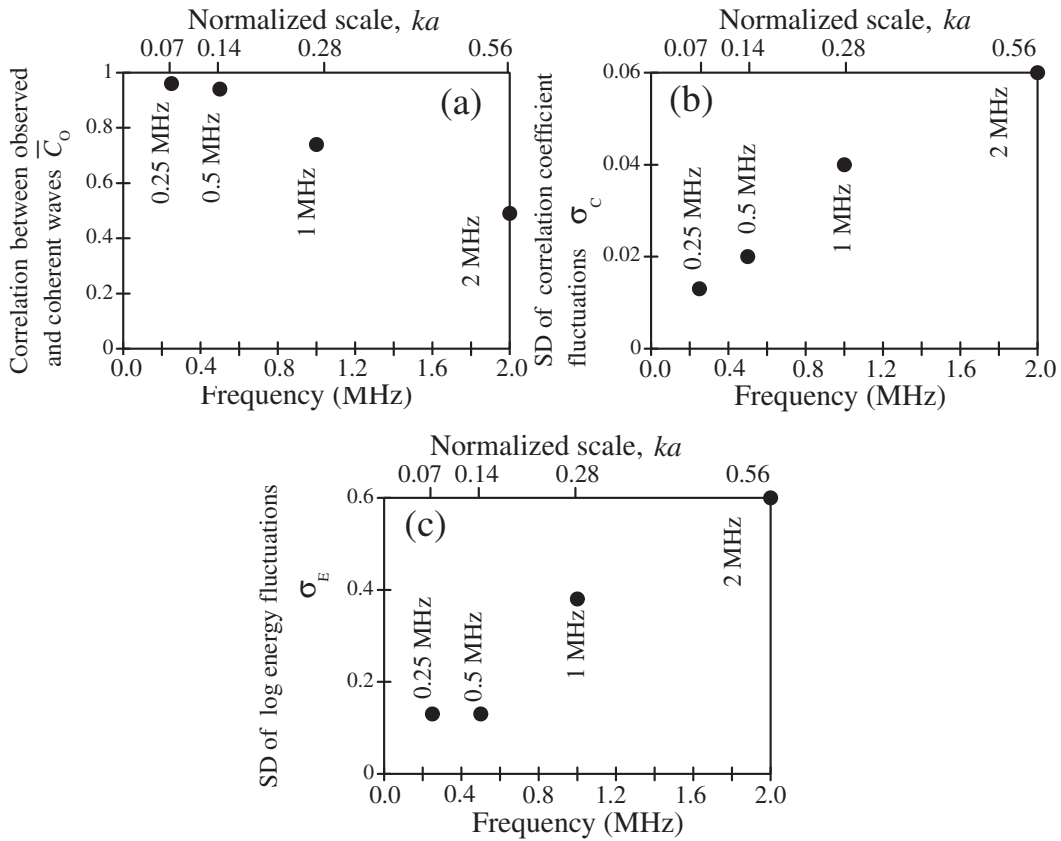 Normalized scale, ka
0.07 0.14 0.28 0.56
(a)
Correlation between observed
and coherent waves C̅O
1
0.8
0.6
0.4
0.2
0
0.25 MHz
0.5 MHz
1 MHz
2 MHz
0.0 0.4 0.8 1.2 1.6 2.0
Frequency (MHz)
Normalized scale, ka
0.07 0.14 0.28 0.56
(b)
SD of correlation coefficient
fluctuations σC
0.06
0.04
0.02
0.00
0.25 MHz
0.5 MHz
1 MHz
2 MHz
0.0 0.4 0.8 1.2 1.6 2.0
Frequency (MHz)
Normalized scale, ka
0.07 0.14 0.28 0.56
(c)
SD of log energy fluctuations
σE
0.6
0.4
0.2
0
0.25 MHz
0.5 MHz
1 MHz
2 MHz
0.0 0.4 0.8 1.2 1.6 2.0
Frequency (MHz)